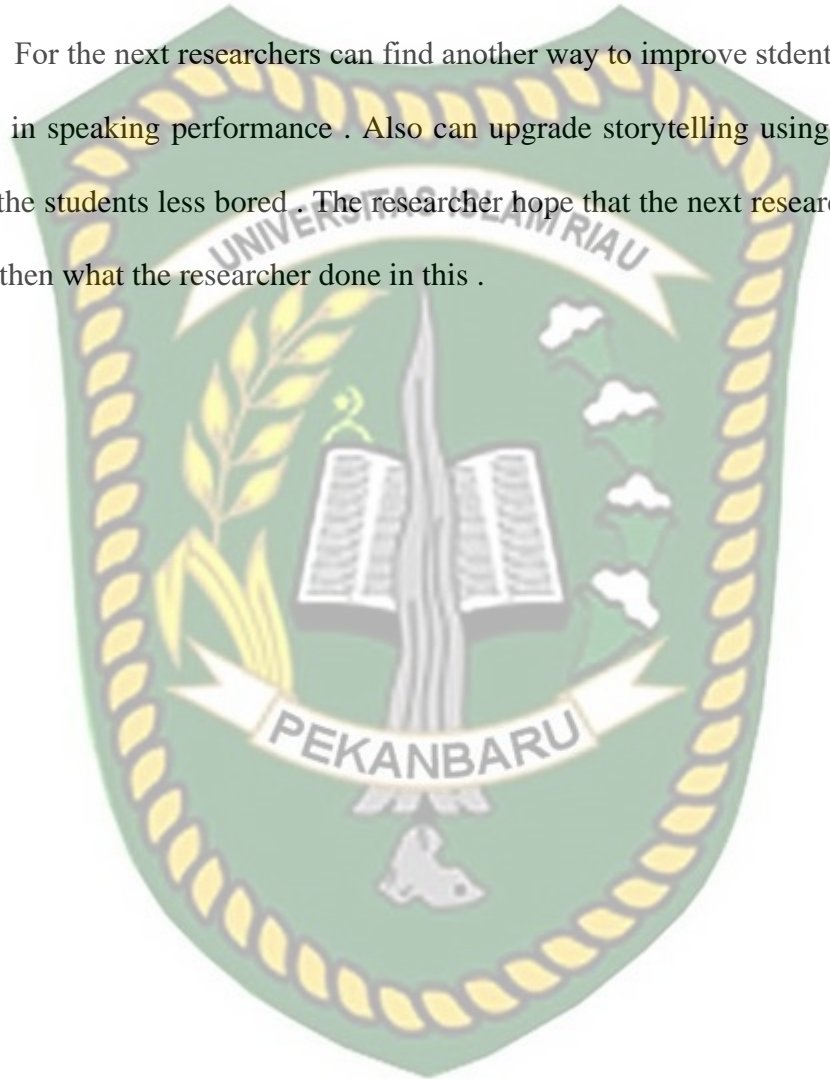 For the next researchers can find another way to improve stdent
in speaking performance . Also can upgrade storytelling using
the students less bored . The researcher hope that the next resear
then what the researcher done in this .
UNIVERSITAS ISLAM RIAU
PEKANBARU